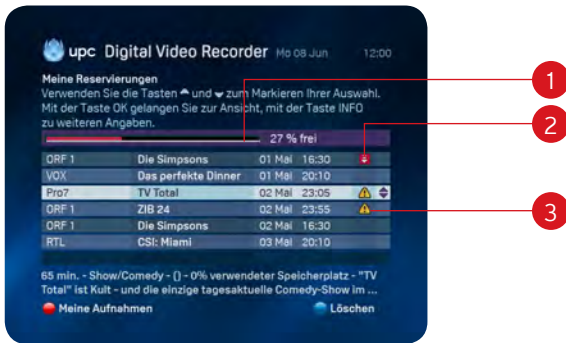 upc Digital Video Recorder Mo 08 Jun 12:00
Meine Reservierungen
Verwenden Sie die Tasten und zum Markieren Ihrer Auswahl.
Mit der Taste OK gelangen Sie zur Ansicht, mit der Taste INFO
zu weiteren Angaben.
27 % frei
ORF 1 Die Simpsons 01 Mai 16:30
VOX Das perfekte Dinner 01 Mai 20:10
Pro7 TV Total 02 Mai 23:05
ORF 1 ZIB 24 02 Mai 23:55
ORF 1 Die Simpsons 02 Mai 16:30
RTL CSI: Miami 03 Mai 20:10
65 min. - Show/Comedy - () - 0% verwendeter Speicherplatz - "TV
Total" ist Kult - und die einzige tagesaktuelle Comedy-Show im ...
Meine Aufnahmen Löschen
1
2
3